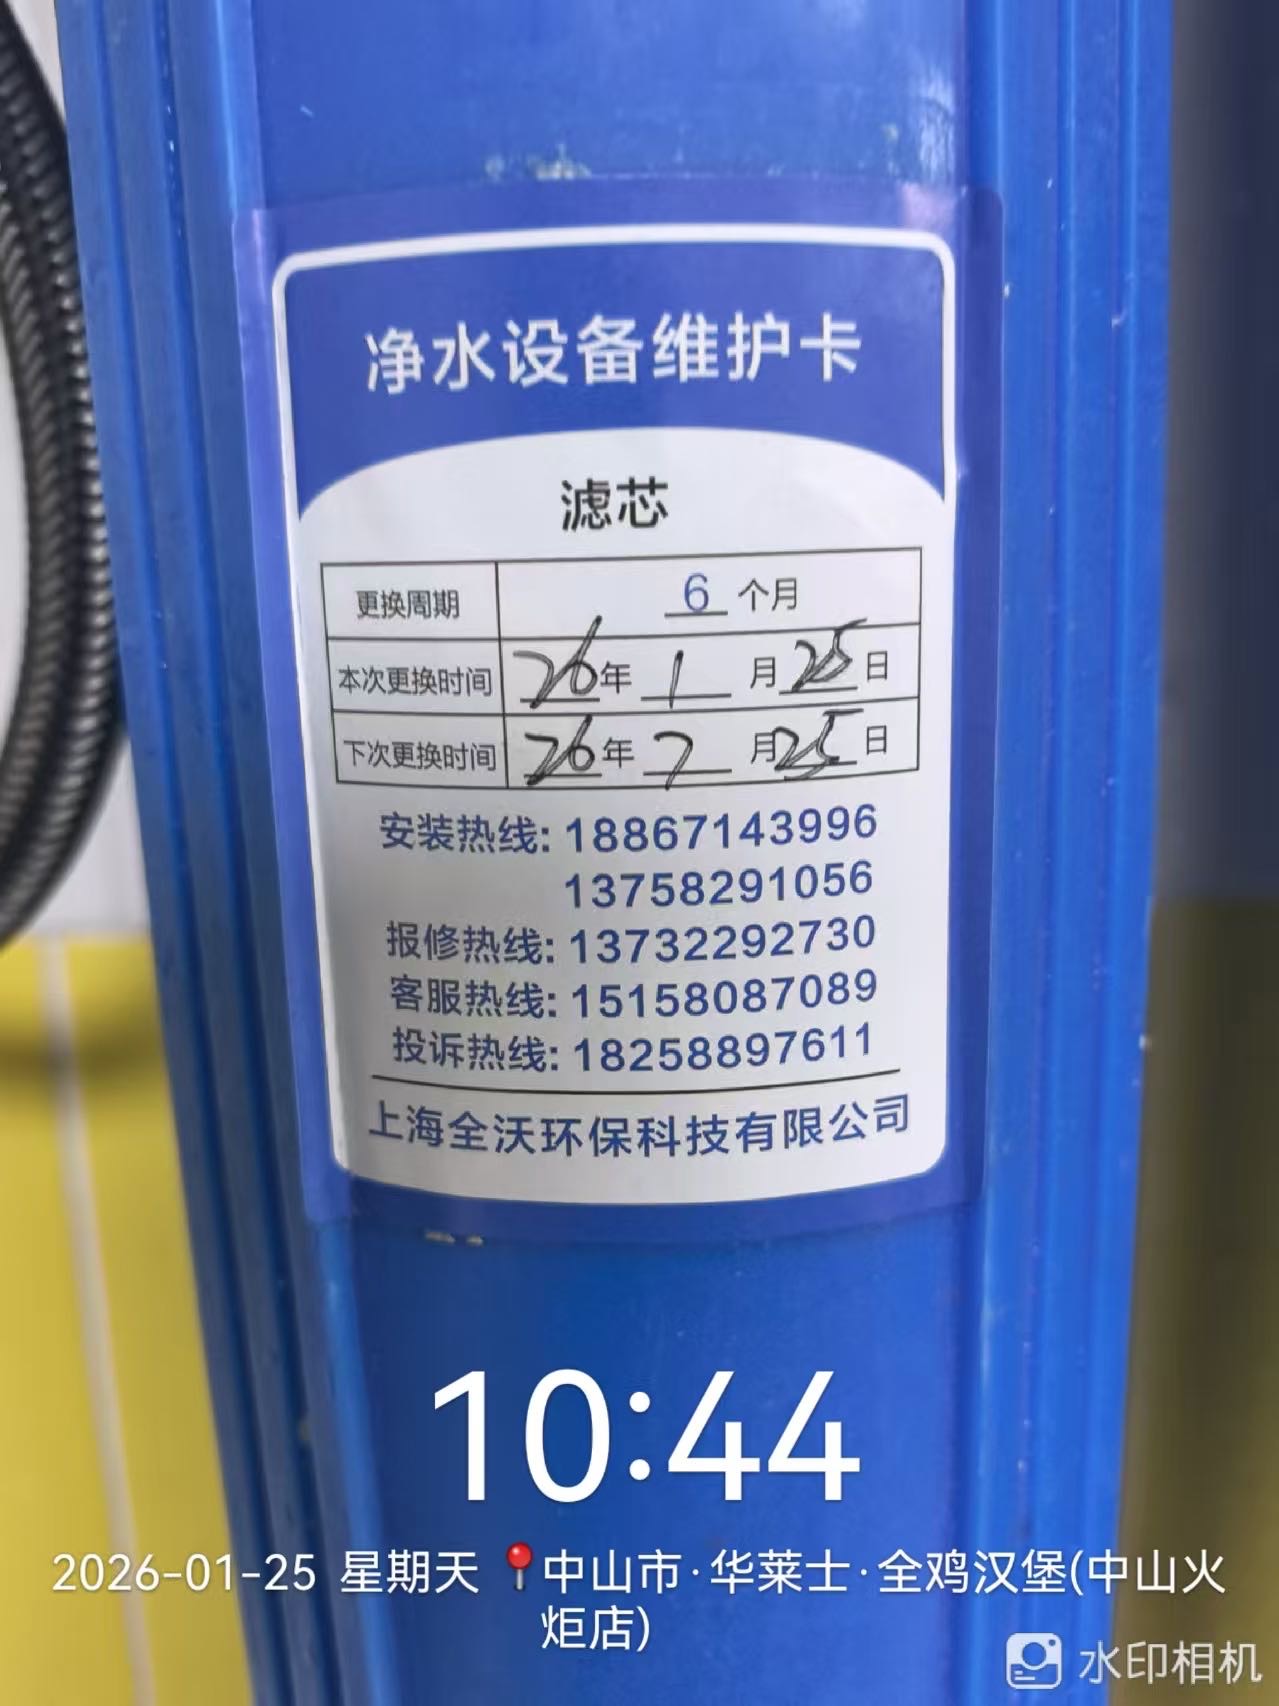 净水设备维护卡
滤芯
更换周期 6 个月
本次更换时间 26年 1 月 25 日
下次更换时间 26年 7 月 25 日
安装热线: 18867143996
13758291056
报修热线: 13732292730
客服热线: 15158087089
投诉热线: 18258897611
上海全沃环保科技有限公司
10:44
2026-01-25 星期天 中山市·华莱士·全鸡汉堡(中山火
炬店)
水印相机